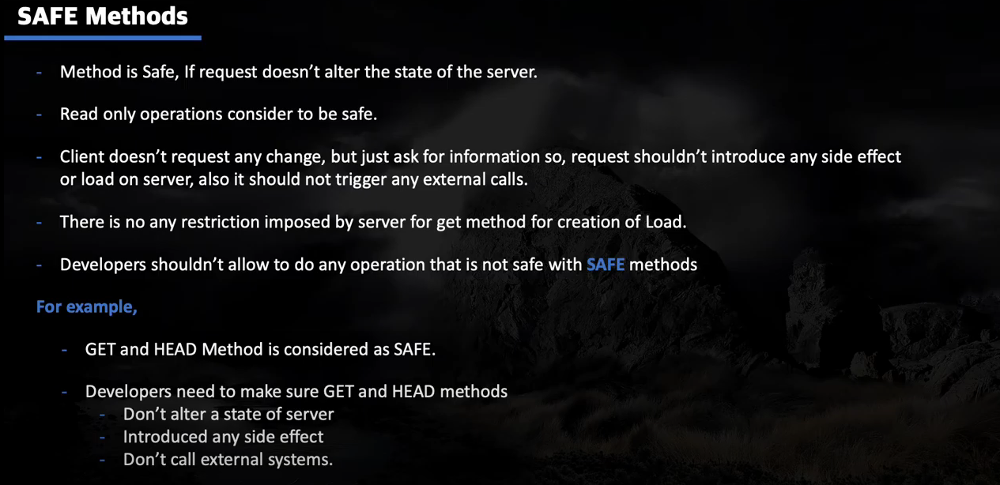 SAFE Methods
- Method is Safe, If request doesn’t alter the state of the server.
- Read only operations consider to be safe.
- Client doesn’t request any change, but just ask for information so, request shouldn’t introduce any side effect
or load on server, also it should not trigger any external calls.
- There is no any restriction imposed by server for get method for creation of Load.
- Developers shouldn’t allow to do any operation that is not safe with SAFE methods
For example,
- GET and HEAD Method is considered as SAFE.
- Developers need to make sure GET and HEAD methods
- Don’t alter a state of server
- Introduced any side effect
- Don’t call external systems.